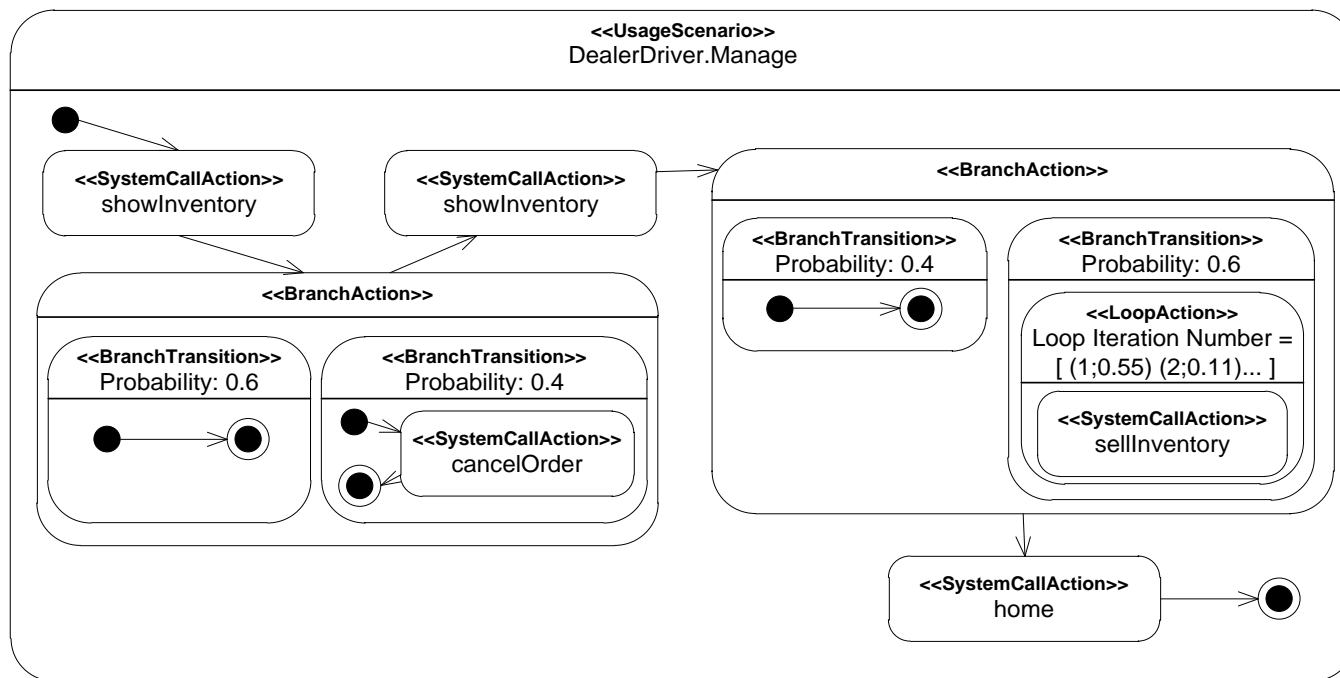 <<UsageScenario>>
DealerDriver.Manage
<<SystemCallAction>>
showInventory
<<SystemCallAction>>
showInventory
<<BranchAction>>
<<BranchTransition>>
Probability: 0.6
<<BranchTransition>>
Probability: 0.4
<<SystemCallAction>>
cancelOrder
<<BranchAction>>
<<BranchTransition>>
Probability: 0.4
<<BranchTransition>>
Probability: 0.6
<<LoopAction>>
Loop Iteration Number =
[ (1;0.55) (2;0.11)... ]
<<SystemCallAction>>
sellInventory
<<SystemCallAction>>
home